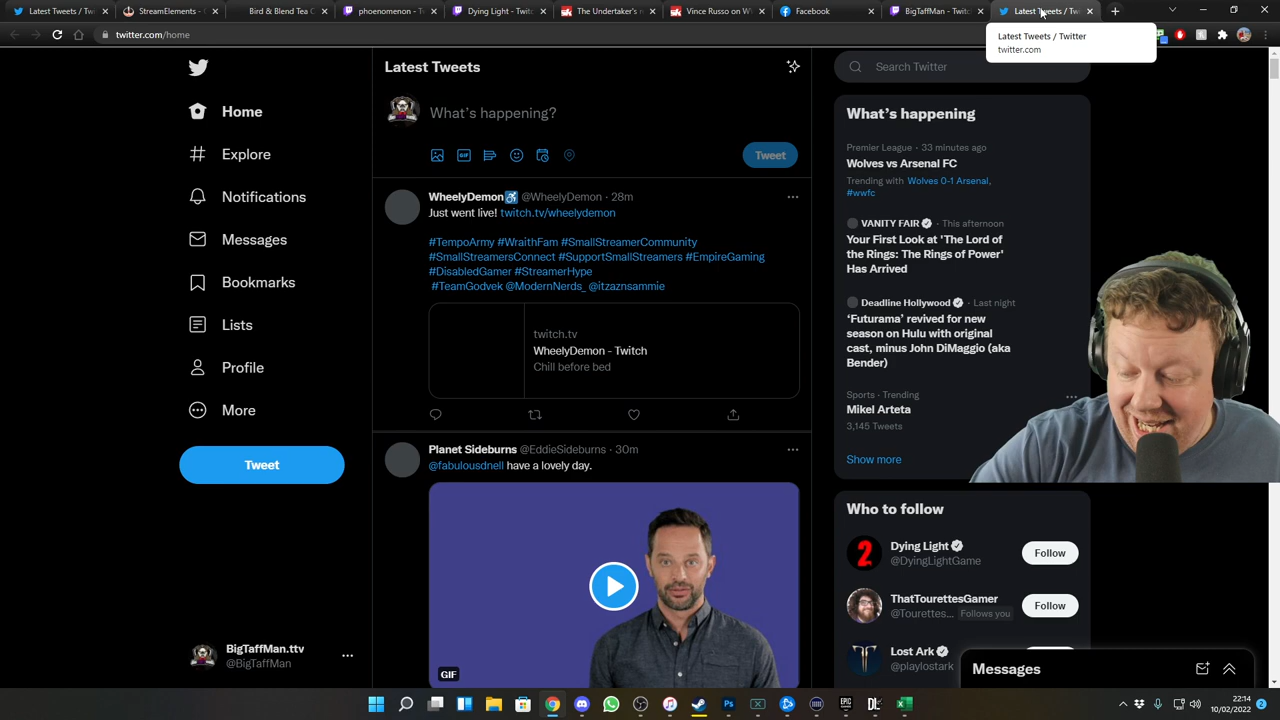 Latest Tweets / Tw
StreamElements - C
Bird & Blend Tea C
phenomenon - T
Dying Light - Twitc
The Undertaker's r
Vince Russo on W
Facebook
BigTaffMan - Twitc
Latest Tweets / Tw
twitter.com/home
Latest Tweets / Twitter
twitter.com
Home
Explore
Notifications
Messages
Bookmarks
Lists
Profile
More
Tweet
BigTaffMan.ttv
@BigTaffMan
Latest Tweets
What's happening?
GIF
Tweet
WheelyDemon♿ @WheelyDemon · 28m
Just went live! twitch.tv/wheelydemon
#TempoArmy #WraithFam #SmallStreamerCommunity
#SmallStreamersConnect #SupportSmallStreamers #EmpireGaming
#DisabledGamer #StreamerHype
#TeamGodvek @ModernNerds_ @itzaznsammie
twitch.tv
WheelyDemon - Twitch
Chill before bed
Planet Sideburns @EddieSideburns · 30m
@fabulousdnell have a lovely day.
GIF
Search Twitter
What's happening
Premier League · 33 minutes ago
Wolves vs Arsenal FC
Trending with Wolves 0-1 Arsenal,
#wwfc
VANITY FAIR · This afternoon
Your First Look at 'The Lord of
the Rings: The Rings of Power'
Has Arrived
Deadline Hollywood · Last night
'Futurama' revived for new
season on Hulu with original
cast, minus John DiMaggio (aka
Bender)
Sports · Trending
Mikel Arteta
3,145 Tweets
Show more
Who to follow
Dying Light
@DyingLightGame
Follow
ThatTourettesGamer
@Tourettes... Follows you
Follow
Lost Ark
@playlostark
Messages
22:14
10/02/2022
2